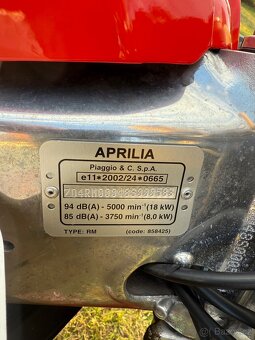 APRILIA
Piaggio & C. S.p.A.
e11*2002/24*0665
94 dB(A) - 5000 min⁻¹ (18 kW)
85 dB(A) - 3750 min⁻¹ (8,0 kW)
TYPE: RM (code: 858425)